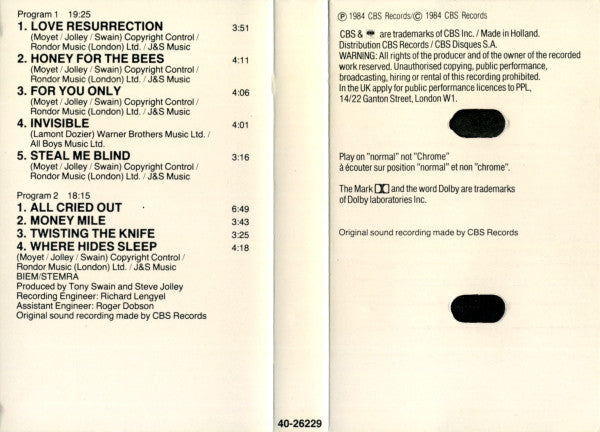 Program 1 19:25
1. LOVE RESURRECTION 3:51
(Moyet / Jolley / Swain) Copyright Control /
Rondor Music (London) Ltd. / J&S Music
2. HONEY FOR THE BEES 4:11
(Moyet / Jolley / Swain) Copyright Control /
Rondor Music (London) Ltd. / J&S Music
3. FOR YOU ONLY 4:06
(Moyet / Jolley / Swain) Copyright Control /
Rondor Music (London) Ltd. / J&S Music
4. INVISIBLE 4:01
(Lamont Dozier) Warner Brothers Music Ltd. /
All Boys Music Ltd.
5. STEAL ME BLIND 3:16
(Moyet / Jolley / Swain) Copyright Control /
Rondor Music (London) Ltd. / J&S Music
Program 2 18:15
1. ALL CRIED OUT 6:49
2. MONEY MILE 3:43
3. TWISTING THE KNIFE 3:25
4. WHERE HIDES SLEEP 4:18
(Moyet / Jolley / Swain) Copyright Control /
Rondor Music (London) Ltd. / J&S Music
BIEM/STEMRA
Produced by Tony Swain and Steve Jolley
Recording Engineer: Richard Lengyel
Assistant Engineer: Roger Dobson
Original sound recording made by CBS Records
40-26229
℗ 1984 CBS Records/© 1984 CBS Records
CBS & are trademarks of CBS Inc. / Made in Holland.
Distribution CBS Records / CBS Disques S.A.
WARNING: All rights of the producer and of the owner of the recorded
work reserved. Unauthorised copying, public performance,
broadcasting, hiring or rental of this recording prohibited.
In the UK apply for public performance licences to PPL,
14/22 Ganton Street, London W1.
Play on "normal" not "Chrome"
à écouter sur position "normal" et non "chrome".
The Mark and the word Dolby are trademarks
of Dolby laboratories Inc.
Original sound recording made by CBS Records